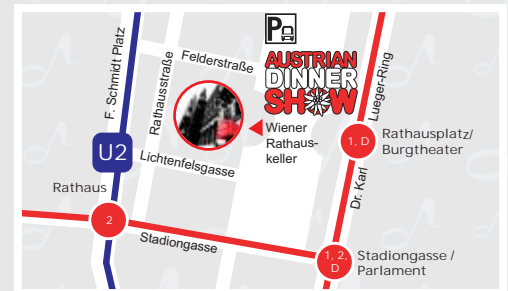 P
AUSTRIAN
DINNER
SHOW
F. Schmidt Platz
Rathausstraße
Felderstraße
Lueger-Ring
Wiener
Rathaus-
keller
1, D
Rathausplatz/
Burgtheater
U2
Lichtenfelsgasse
Rathaus
Dr. Karl
2
Stadiongasse
1, 2,
D
Stadiongasse /
Parlament